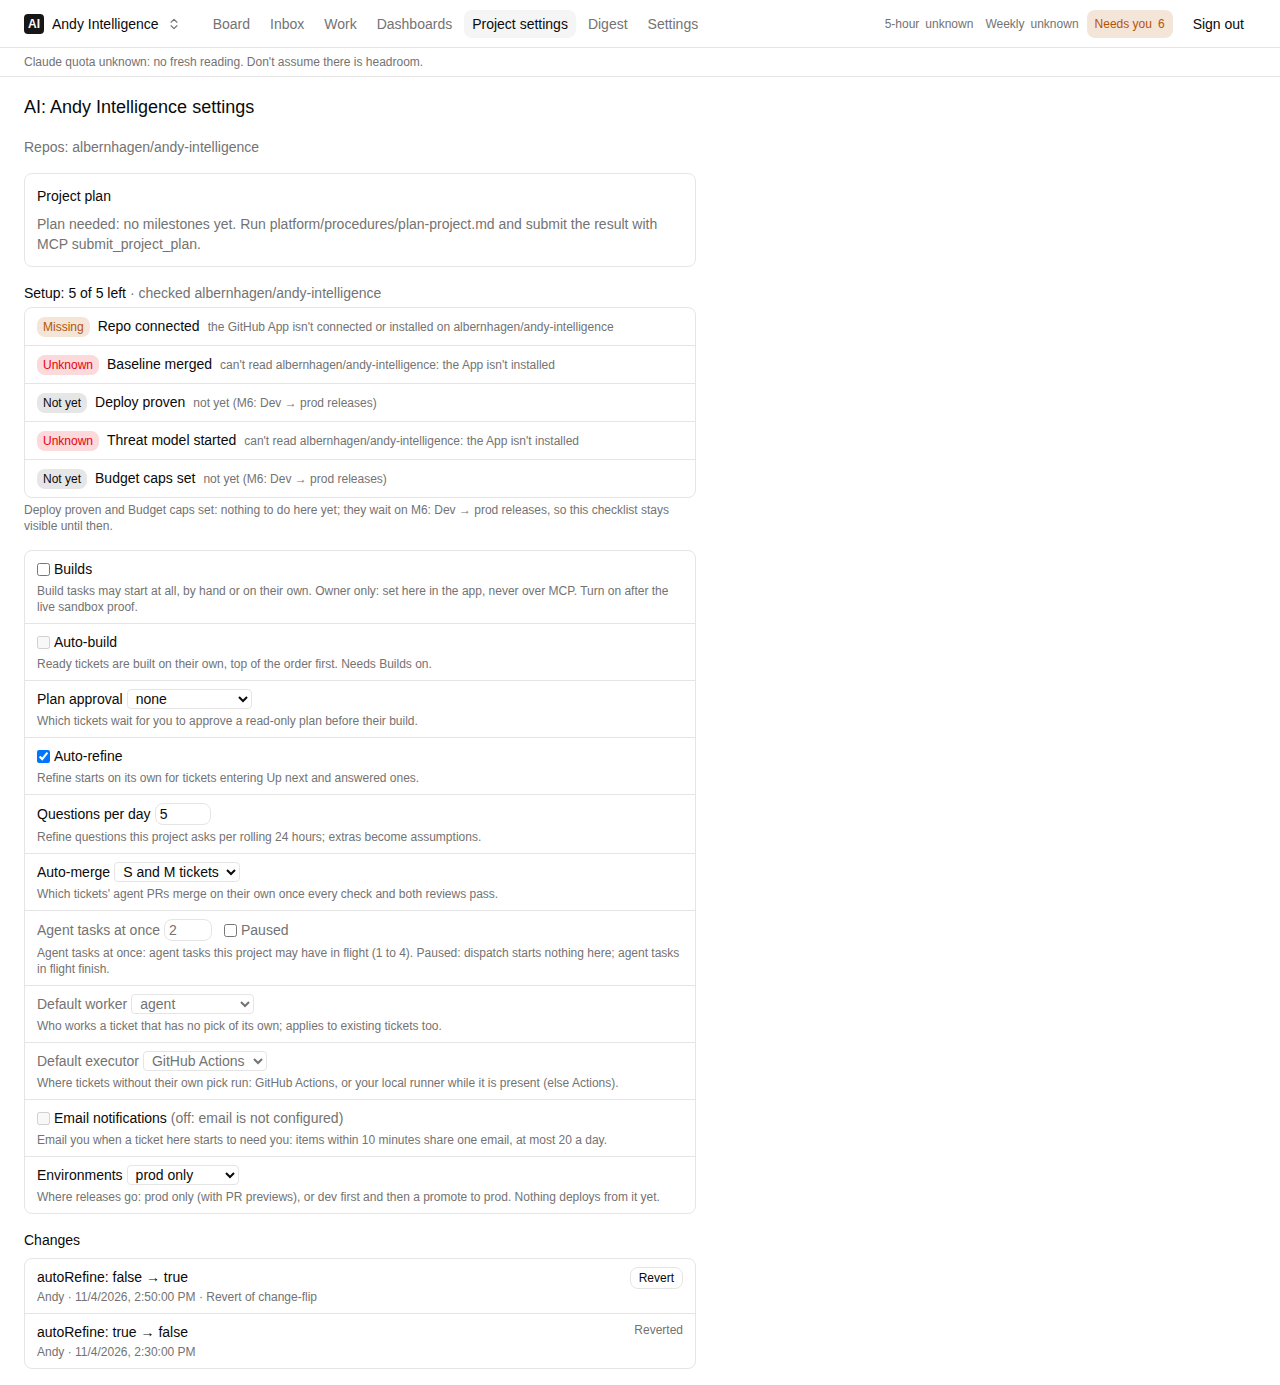 AI Andy Intelligence Board Inbox Work Dashboards Project settings Digest Settings 5-hour unknown Weekly unknown Needs you 6 Sign out
Claude quota unknown: no fresh reading. Don't assume there is headroom.
AI: Andy Intelligence settings
Repos: albernhagen/andy-intelligence
Project plan
Plan needed: no milestones yet. Run platform/procedures/plan-project.md and submit the result with
MCP submit_project_plan.
Setup: 5 of 5 left · checked albernhagen/andy-intelligence
Missing Repo connected the GitHub App isn't connected or installed on albernhagen/andy-intelligence
Unknown Baseline merged can't read albernhagen/andy-intelligence: the App isn't installed
Not yet Deploy proven not yet (M6: Dev → prod releases)
Unknown Threat model started can't read albernhagen/andy-intelligence: the App isn't installed
Not yet Budget caps set not yet (M6: Dev → prod releases)
Deploy proven and Budget caps set: nothing to do here yet; they wait on M6: Dev → prod releases, so this checklist stays
visible until then.
Builds
Build tasks may start at all, by hand or on their own. Owner only: set here in the app, never over MCP. Turn on after the
live sandbox proof.
Auto-build
Ready tickets are built on their own, top of the order first. Needs Builds on.
Plan approval none
Which tickets wait for you to approve a read-only plan before their build.
Auto-refine
Refine starts on its own for tickets entering Up next and answered ones.
Questions per day 5
Refine questions this project asks per rolling 24 hours; extras become assumptions.
Auto-merge S and M tickets
Which tickets' agent PRs merge on their own once every check and both reviews pass.
Agent tasks at once 2 Paused
Agent tasks at once: agent tasks this project may have in flight (1 to 4). Paused: dispatch starts nothing here; agent tasks
in flight finish.
Default worker agent
Who works a ticket that has no pick of its own; applies to existing tickets too.
Default executor GitHub Actions
Where tickets without their own pick run: GitHub Actions, or your local runner while it is present (else Actions).
Email notifications (off: email is not configured)
Email you when a ticket here starts to need you: items within 10 minutes share one email, at most 20 a day.
Environments prod only
Where releases go: prod only (with PR previews), or dev first and then a promote to prod. Nothing deploys from it yet.
Changes
autoRefine: false → true Revert
Andy · 11/4/2026, 2:50:00 PM · Revert of change-flip
autoRefine: true → false Reverted
Andy · 11/4/2026, 2:30:00 PM